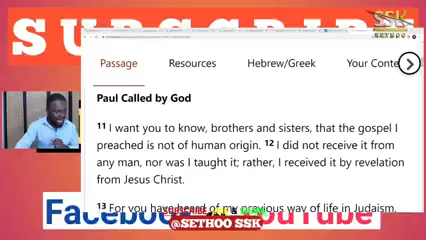 SUBSCRIBE
SSK
SETHOO
Passage Resources Hebrew/Greek Your Conte
Paul Called by God
11 I want you to know, brothers and sisters, that the gospel I
preached is not of human origin. 12 I did not receive it from
any man, nor was I taught it; rather, I received it by revelation
from Jesus Christ.
13 For you have heard of my previous way of life in Judaism,
Facebook YouTube
SUBSCRIBE
@SETHOO SSK